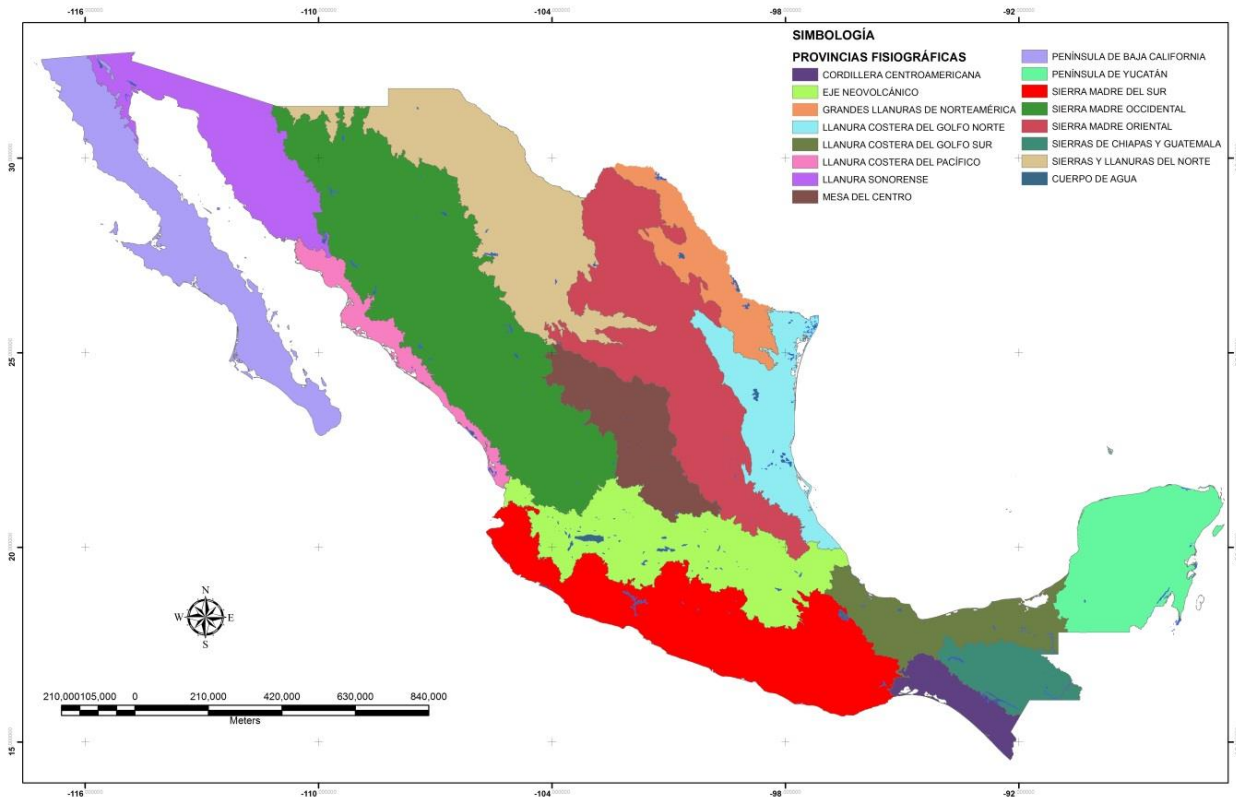 -116
-110
-104
-98
-92
SIMBOLOGÍA
PROVINCIAS FISIOGRÁFICAS
CORDILLERA CENTROAMERICANA
EJE NEOVOLCÁNICO
GRANDES LLANURAS DE NORTEAMÉRICA
LLANURA COSTERA DEL GOLFO NORTE
LLANURA COSTERA DEL GOLFO SUR
LLANURA COSTERA DEL PACÍFICO
LLANURA SONORENSE
MESA DEL CENTRO
PENÍNSULA DE BAJA CALIFORNIA
PENÍNSULA DE YUCATÁN
SIERRA MADRE DEL SUR
SIERRA MADRE OCCIDENTAL
SIERRA MADRE ORIENTAL
SIERRAS DE CHIAPAS Y GUATEMALA
SIERRAS Y LLANURAS DEL NORTE
CUERPO DE AGUA
30
25
20
15
N
W E
S
210,000105,000 0 210,000 420,000 630,000 840,000
Meters
-116
-110
-104
-98
-92